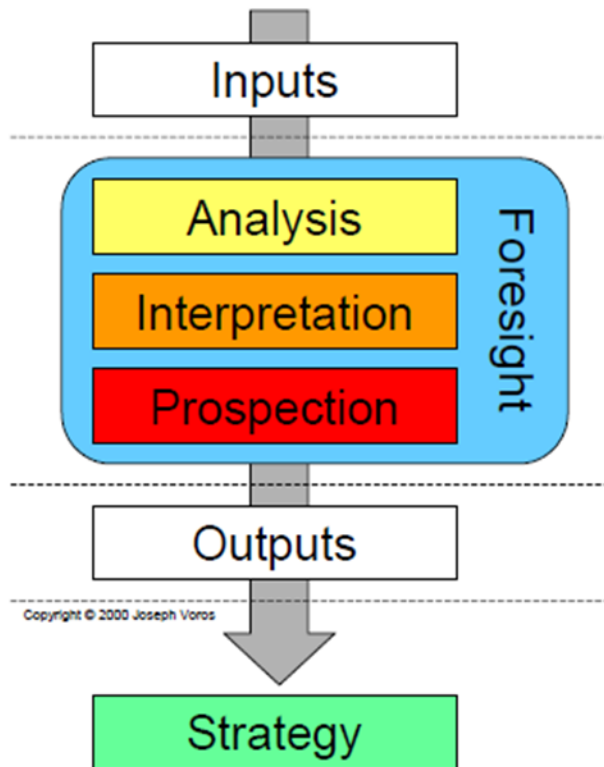 Inputs
Analysis
Interpretation
Prospection
Foresight
Outputs
Copyright © 2000 Joseph Voros
Strategy